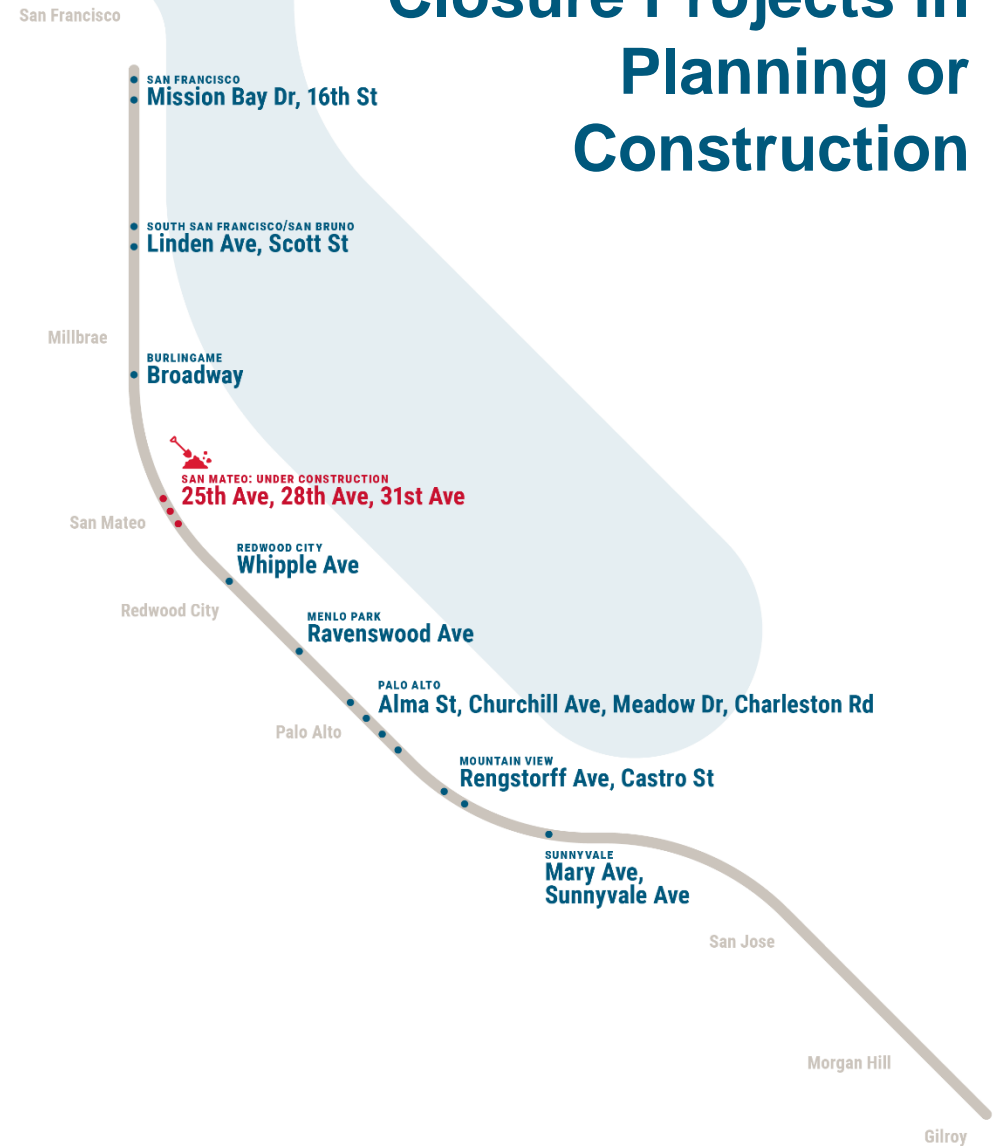 Closure Projects in
Planning or
Construction
San Francisco
SAN FRANCISCO
Mission Bay Dr, 16th St
SOUTH SAN FRANCISCO/SAN BRUNO
Linden Ave, Scott St
Millbrae
BURLINGAME
Broadway
SAN MATEO: UNDER CONSTRUCTION
25th Ave, 28th Ave, 31st Ave
San Mateo
REDWOOD CITY
Whipple Ave
Redwood City
MENLO PARK
Ravenswood Ave
PALO ALTO
Alma St, Churchill Ave, Meadow Dr, Charleston Rd
Palo Alto
MOUNTAIN VIEW
Rengstorff Ave, Castro St
SUNNYVALE
Mary Ave,
Sunnyvale Ave
San Jose
Morgan Hill
Gilroy